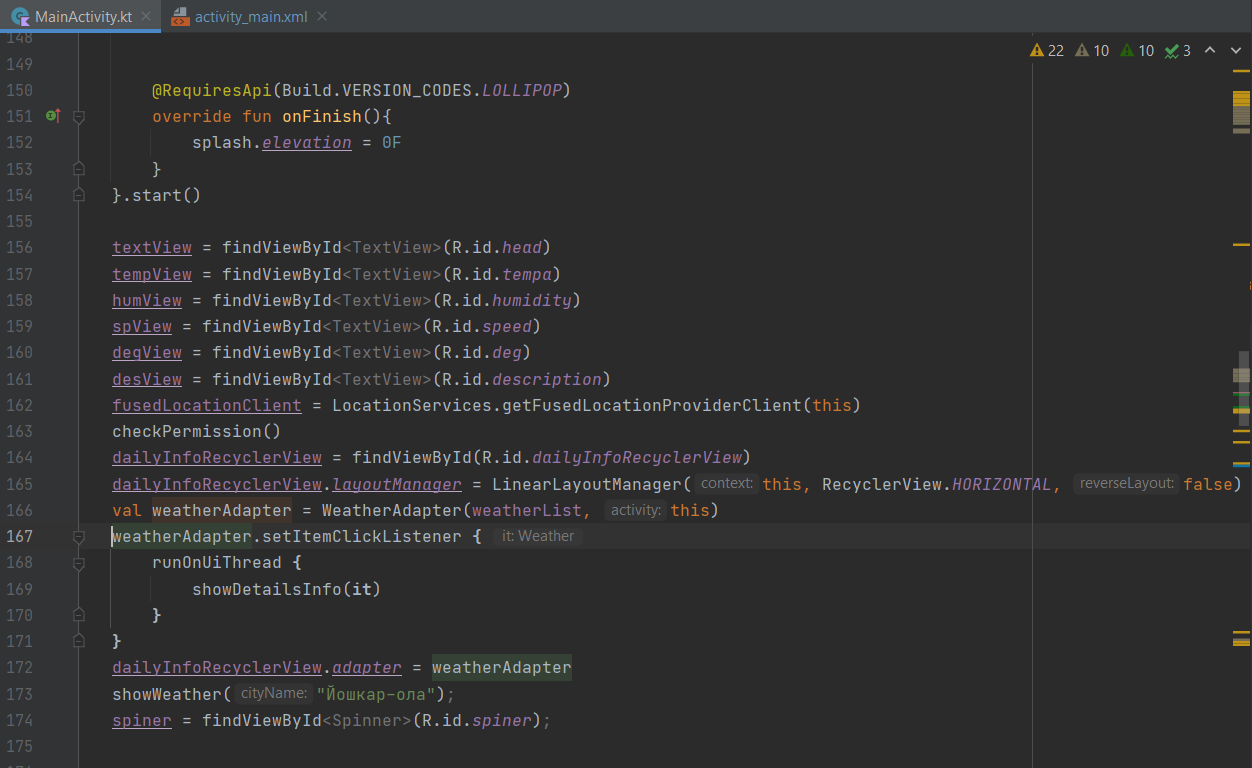 MainActivity.kt
activity_main.xml
22 10 10 3
148
149
150 @RequiresApi(Build.VERSION_CODES.LOLLIPOP)
151 override fun onFinish(){
152 splash.elevation = 0F
153 }
154 }.start()
155
156 textView = findViewById<TextView>(R.id.head)
157 tempView = findViewById<TextView>(R.id.tempa)
158 humView = findViewById<TextView>(R.id.humidity)
159 spView = findViewById<TextView>(R.id.speed)
160 degView = findViewById<TextView>(R.id.deg)
161 desView = findViewById<TextView>(R.id.description)
162 fusedLocationClient = LocationServices.getFusedLocationProviderClient(this)
163 checkPermission()
164 dailyInfoRecyclerView = findViewById(R.id.dailyInfoRecyclerView)
165 dailyInfoRecyclerView.layoutManager = LinearLayoutManager( context: this, RecyclerView.HORIZONTAL, reverseLayout: false)
166 val weatherAdapter = WeatherAdapter(weatherList, activity: this)
167 weatherAdapter.setItemClickListener { it: Weather
168 runOnUiThread {
169 showDetailsInfo(it)
170 }
171 }
172 dailyInfoRecyclerView.adapter = weatherAdapter
173 showWeather( cityName: "Йошкар-ола");
174 spiner = findViewById<Spinner>(R.id.spiner);
175